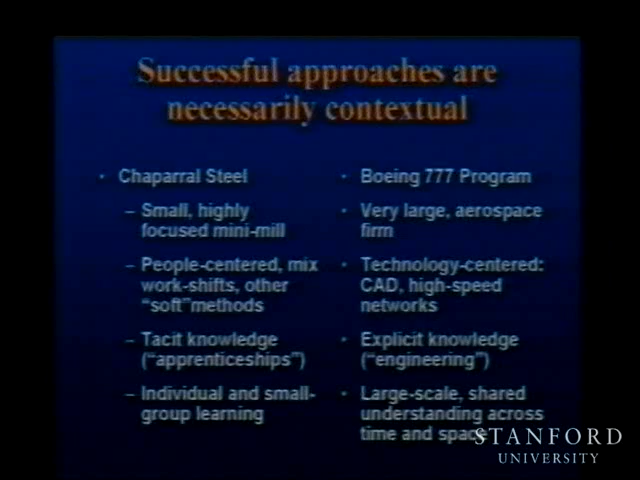 Successful approaches are
necessarily contextual
• Chaparral Steel
– Small, highly
focused mini-mill
– People-centered, mix
work-shifts, other
“soft”methods
– Tacit knowledge
(“apprenticeships”)
– Individual and small-
group learning
• Boeing 777 Program
• Very large, aerospace
firm
• Technology-centered:
CAD, high-speed
networks
• Explicit knowledge
(“engineering”)
• Large-scale, shared
understanding across
time and space
STANFORD
UNIVERSITY